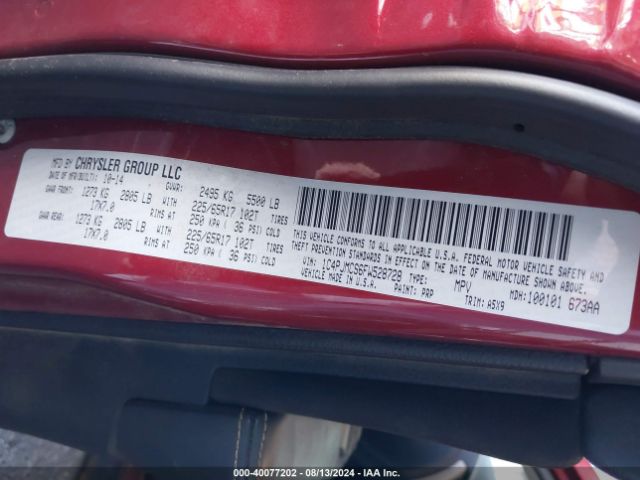 MFD BY CHRYSLER GROUP LLC
DATE OF MFR(BUILT): 10-14 GVWR: 2495 KG 5500 LB
GAWR FRONT: 1273 KG 2805 LB WITH 225/65R17 102T TIRES
17X7.0 RIMS AT 250 KPA ( 36 PSI) COLD
GAWR REAR: 1273 KG 2805 LB WITH 225/65R17 102T TIRES
17X7.0 RIMS AT 250 KPA ( 36 PSI) COLD
THIS VEHICLE CONFORMS TO ALL APPLICABLE U.S.A. FEDERAL MOTOR VEHICLE SAFETY AND
THEFT PREVENTION STANDARDS IN EFFECT ON THE DATE OF MANUFACTURE SHOWN ABOVE.
VIN: 1C4PJMCS6FW528728 TYPE: MPV MDH: 100101 673AA
VEHICLE MADE IN U.S.A. PAINT: PRP TRIM: A5X9
000-40077202 - 08/13/2024 - IAA Inc.